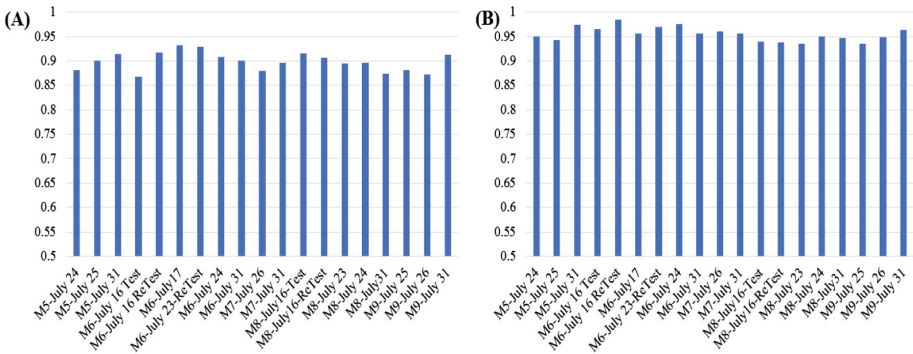 (A)
1
0.95
0.9
0.85
0.8
0.75
0.7
0.65
0.6
0.55
0.5
M5-July 24
M5-July 25
M5-July 31
M6-July 16 Test
M6-July 16 ReTest
M6-July17
M6-July 23-ReTest
M6-July 24
M6-July 31
M7-July 26
M7-July 31
M8-July16-Test
M8-July16-ReTest
M8-July 23
M8-July 24
M8-July 31
M9-July 25
M9-July 26
M9-July 31
(B)
1
0.95
0.9
0.85
0.8
0.75
0.7
0.65
0.6
0.55
0.5
M5-July 24
M5-July 25
M5-July 31
M6-July 16 Test
M6-July 16 ReTest
M6-July17
M6-July 23-ReTest
M6-July 24
M6-July 31
M7-July 26
M7-July 31
M8-July16-Test
M8-July16-ReTest
M8-July 23
M8-July 24
M8-July31
M9-July 25
M9-July 26
M9-July 31